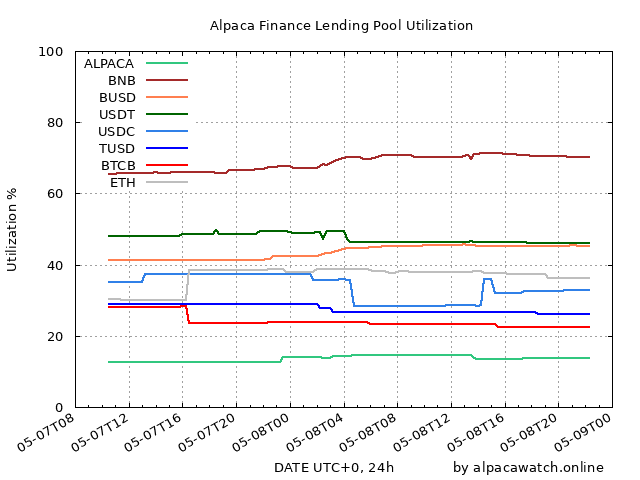 Alpaca Finance Lending Pool Utilization
100
80
60
40
20
0
Utilization %
ALPACA
BNB
BUSD
USDT
USDC
TUSD
BTCB
ETH
05-07T08
05-07T12
05-07T16
05-07T20
05-08T00
05-08T04
05-08T08
05-08T12
05-08T16
05-08T20
05-09T00
DATE UTC+0, 24h
by alpacawatch.online